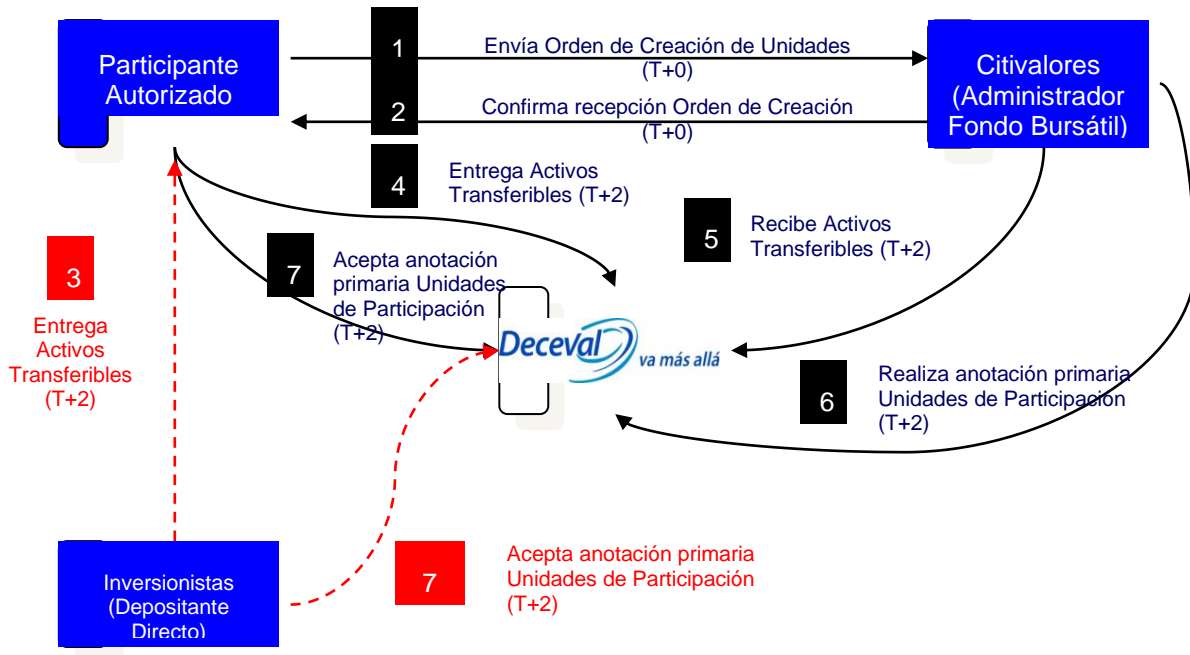 Participante
Autorizado
1
Envía Orden de Creación de Unidades
(T+0)
2
Confirma recepción Orden de Creación
(T+0)
Citivalores
(Administrador
Fondo Bursátil)
4
Entrega Activos
Transferibles (T+2)
5
Recibe Activos
Transferibles (T+2)
3
Entrega
Activos
Transferibles
(T+2)
7
Acepta anotación
primaria Unidades
de Participación
(T+2)
Deceval
va más allá
6
Realiza anotación primaria
Unidades de Participación
(T+2)
Inversionistas
(Depositante
Directo)
7
Acepta anotación primaria
Unidades de Participación
(T+2)